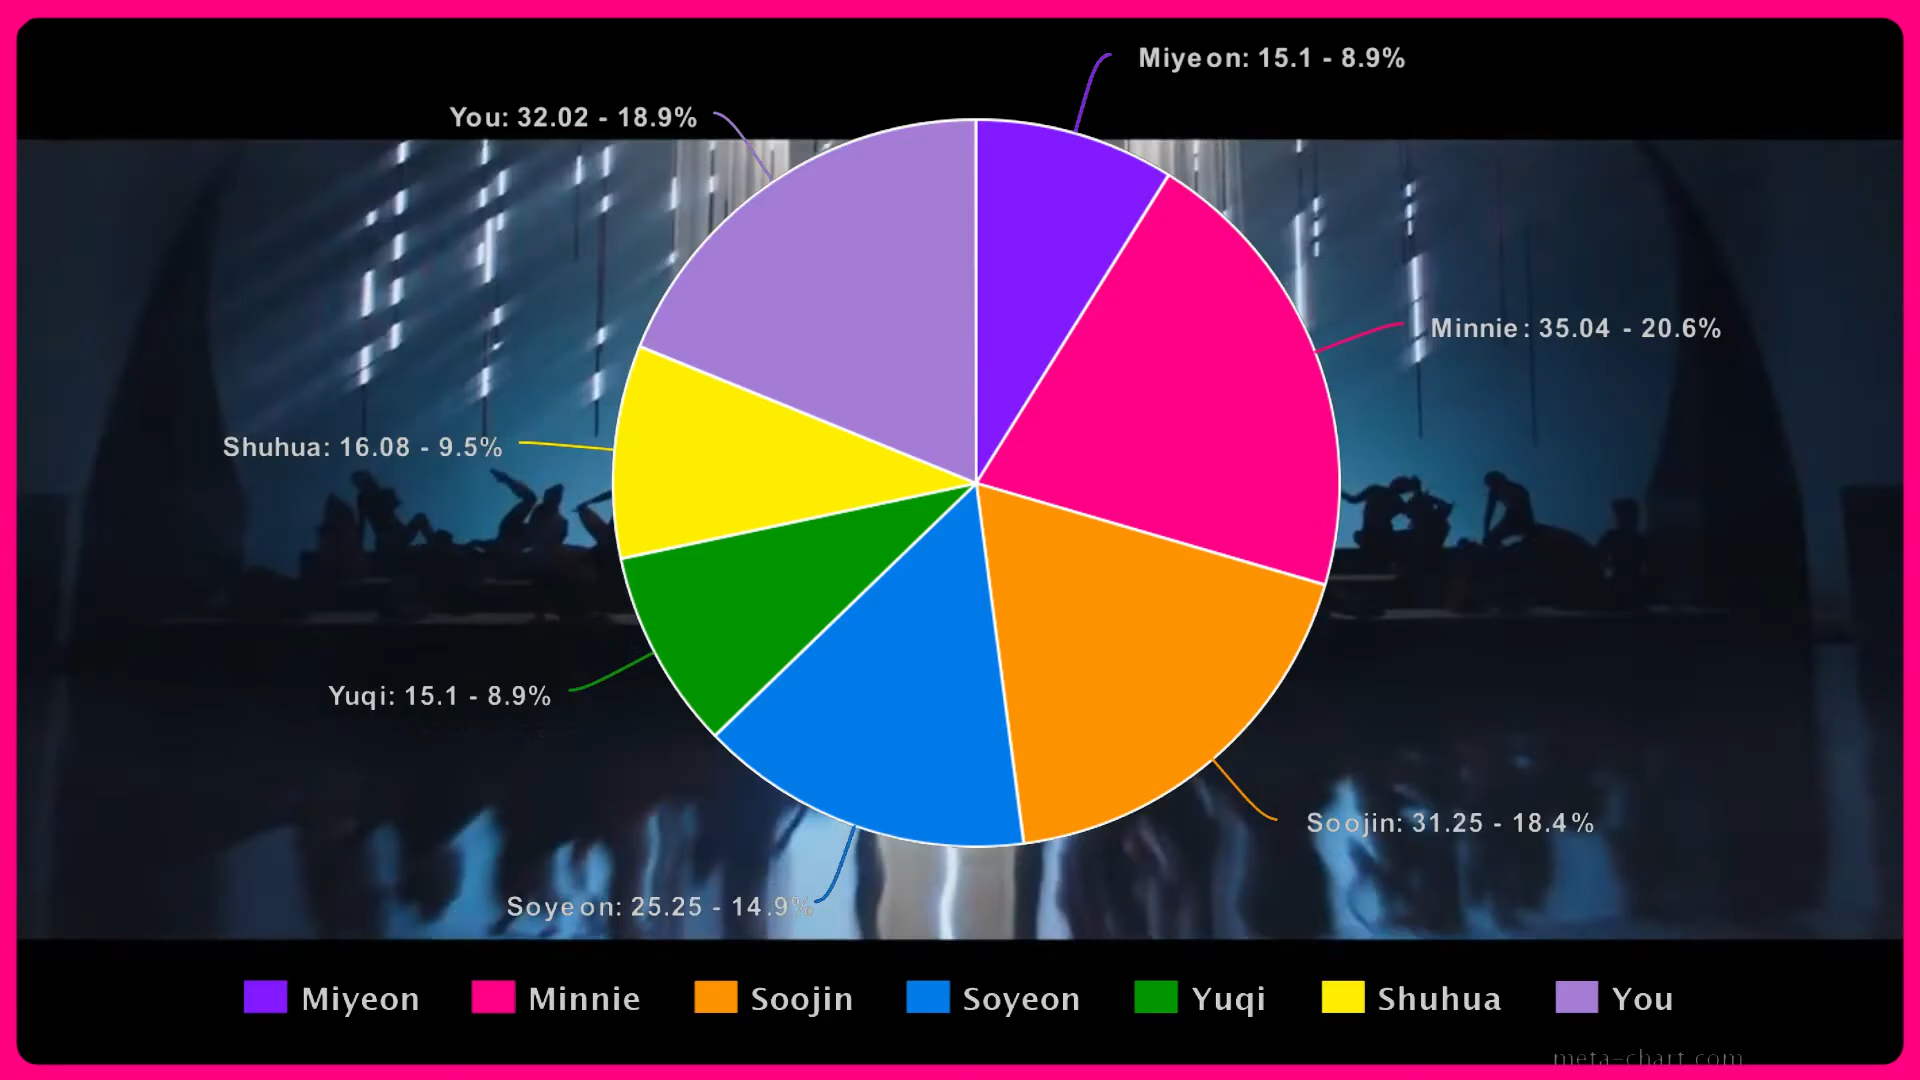 Miyeon: 15.1 - 8.9%
You: 32.02 - 18.9%
Minnie: 35.04 - 20.6%
Shuhua: 16.08 - 9.5%
Yuqi: 15.1 - 8.9%
Soojin: 31.25 - 18.4%
Soyeon: 25.25 - 14.9%
Miyeon Minnie Soojin Soyeon Yuqi Shuhua You
meta-chart.com